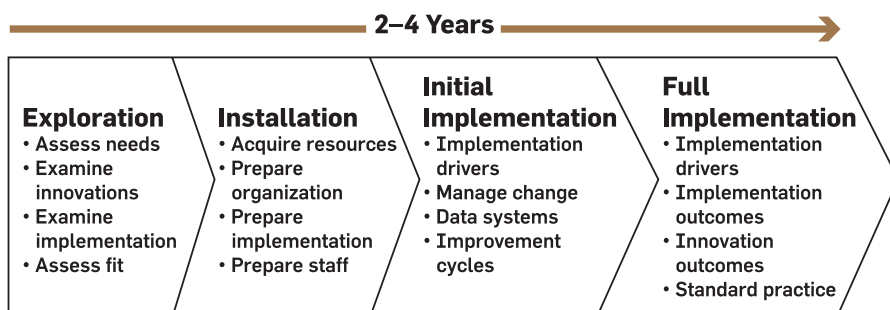 2–4 Years
Exploration
• Assess needs
• Examine
innovations
• Examine
implementation
• Assess fit
Installation
• Acquire resources
• Prepare
organization
• Prepare
implementation
• Prepare staff
Initial
Implementation
• Implementation
drivers
• Manage change
• Data systems
• Improvement
cycles
Full
Implementation
• Implementation
drivers
• Implementation
outcomes
• Innovation
outcomes
• Standard practice